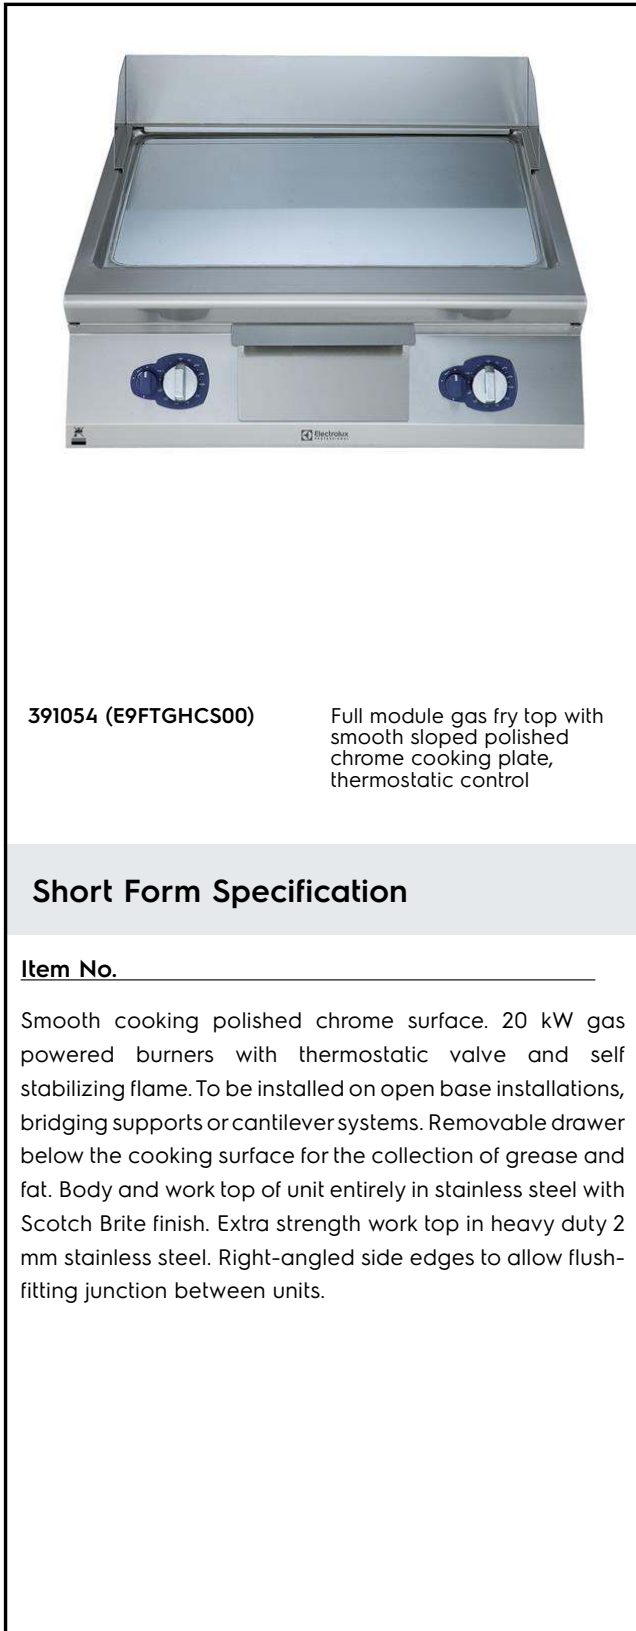 Electrolux
PROFESSIONAL
391054 (E9FTGHCS00)
Full module gas fry top with
smooth sloped polished
chrome cooking plate,
thermostatic control
Short Form Specification
Item No.
Smooth cooking polished chrome surface. 20 kW gas
powered burners with thermostatic valve and self
stabilizing flame. To be installed on open base installations,
bridging supports or cantilever systems. Removable drawer
below the cooking surface for the collection of grease and
fat. Body and work top of unit entirely in stainless steel with
Scotch Brite finish. Extra strength work top in heavy duty 2
mm stainless steel. Right-angled side edges to allow flush-
fitting junction between units.